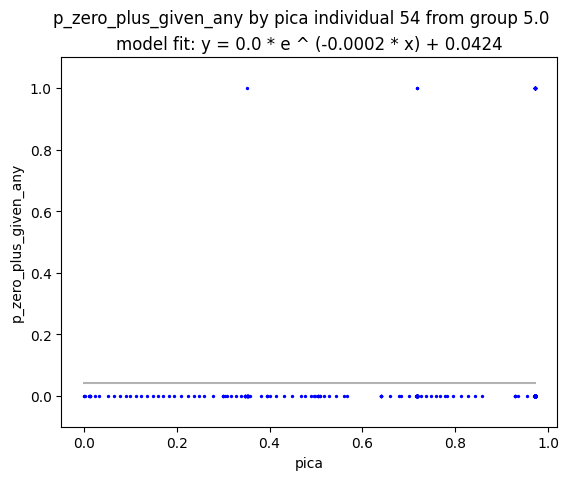 p_zero_plus_given_any by pica individual 54 from group 5.0
model fit: y = 0.0 * e ^ (-0.0002 * x) + 0.0424
p_zero_plus_given_any
1.0
0.8
0.6
0.4
0.2
0.0
0.0 0.2 0.4 0.6 0.8 1.0
pica